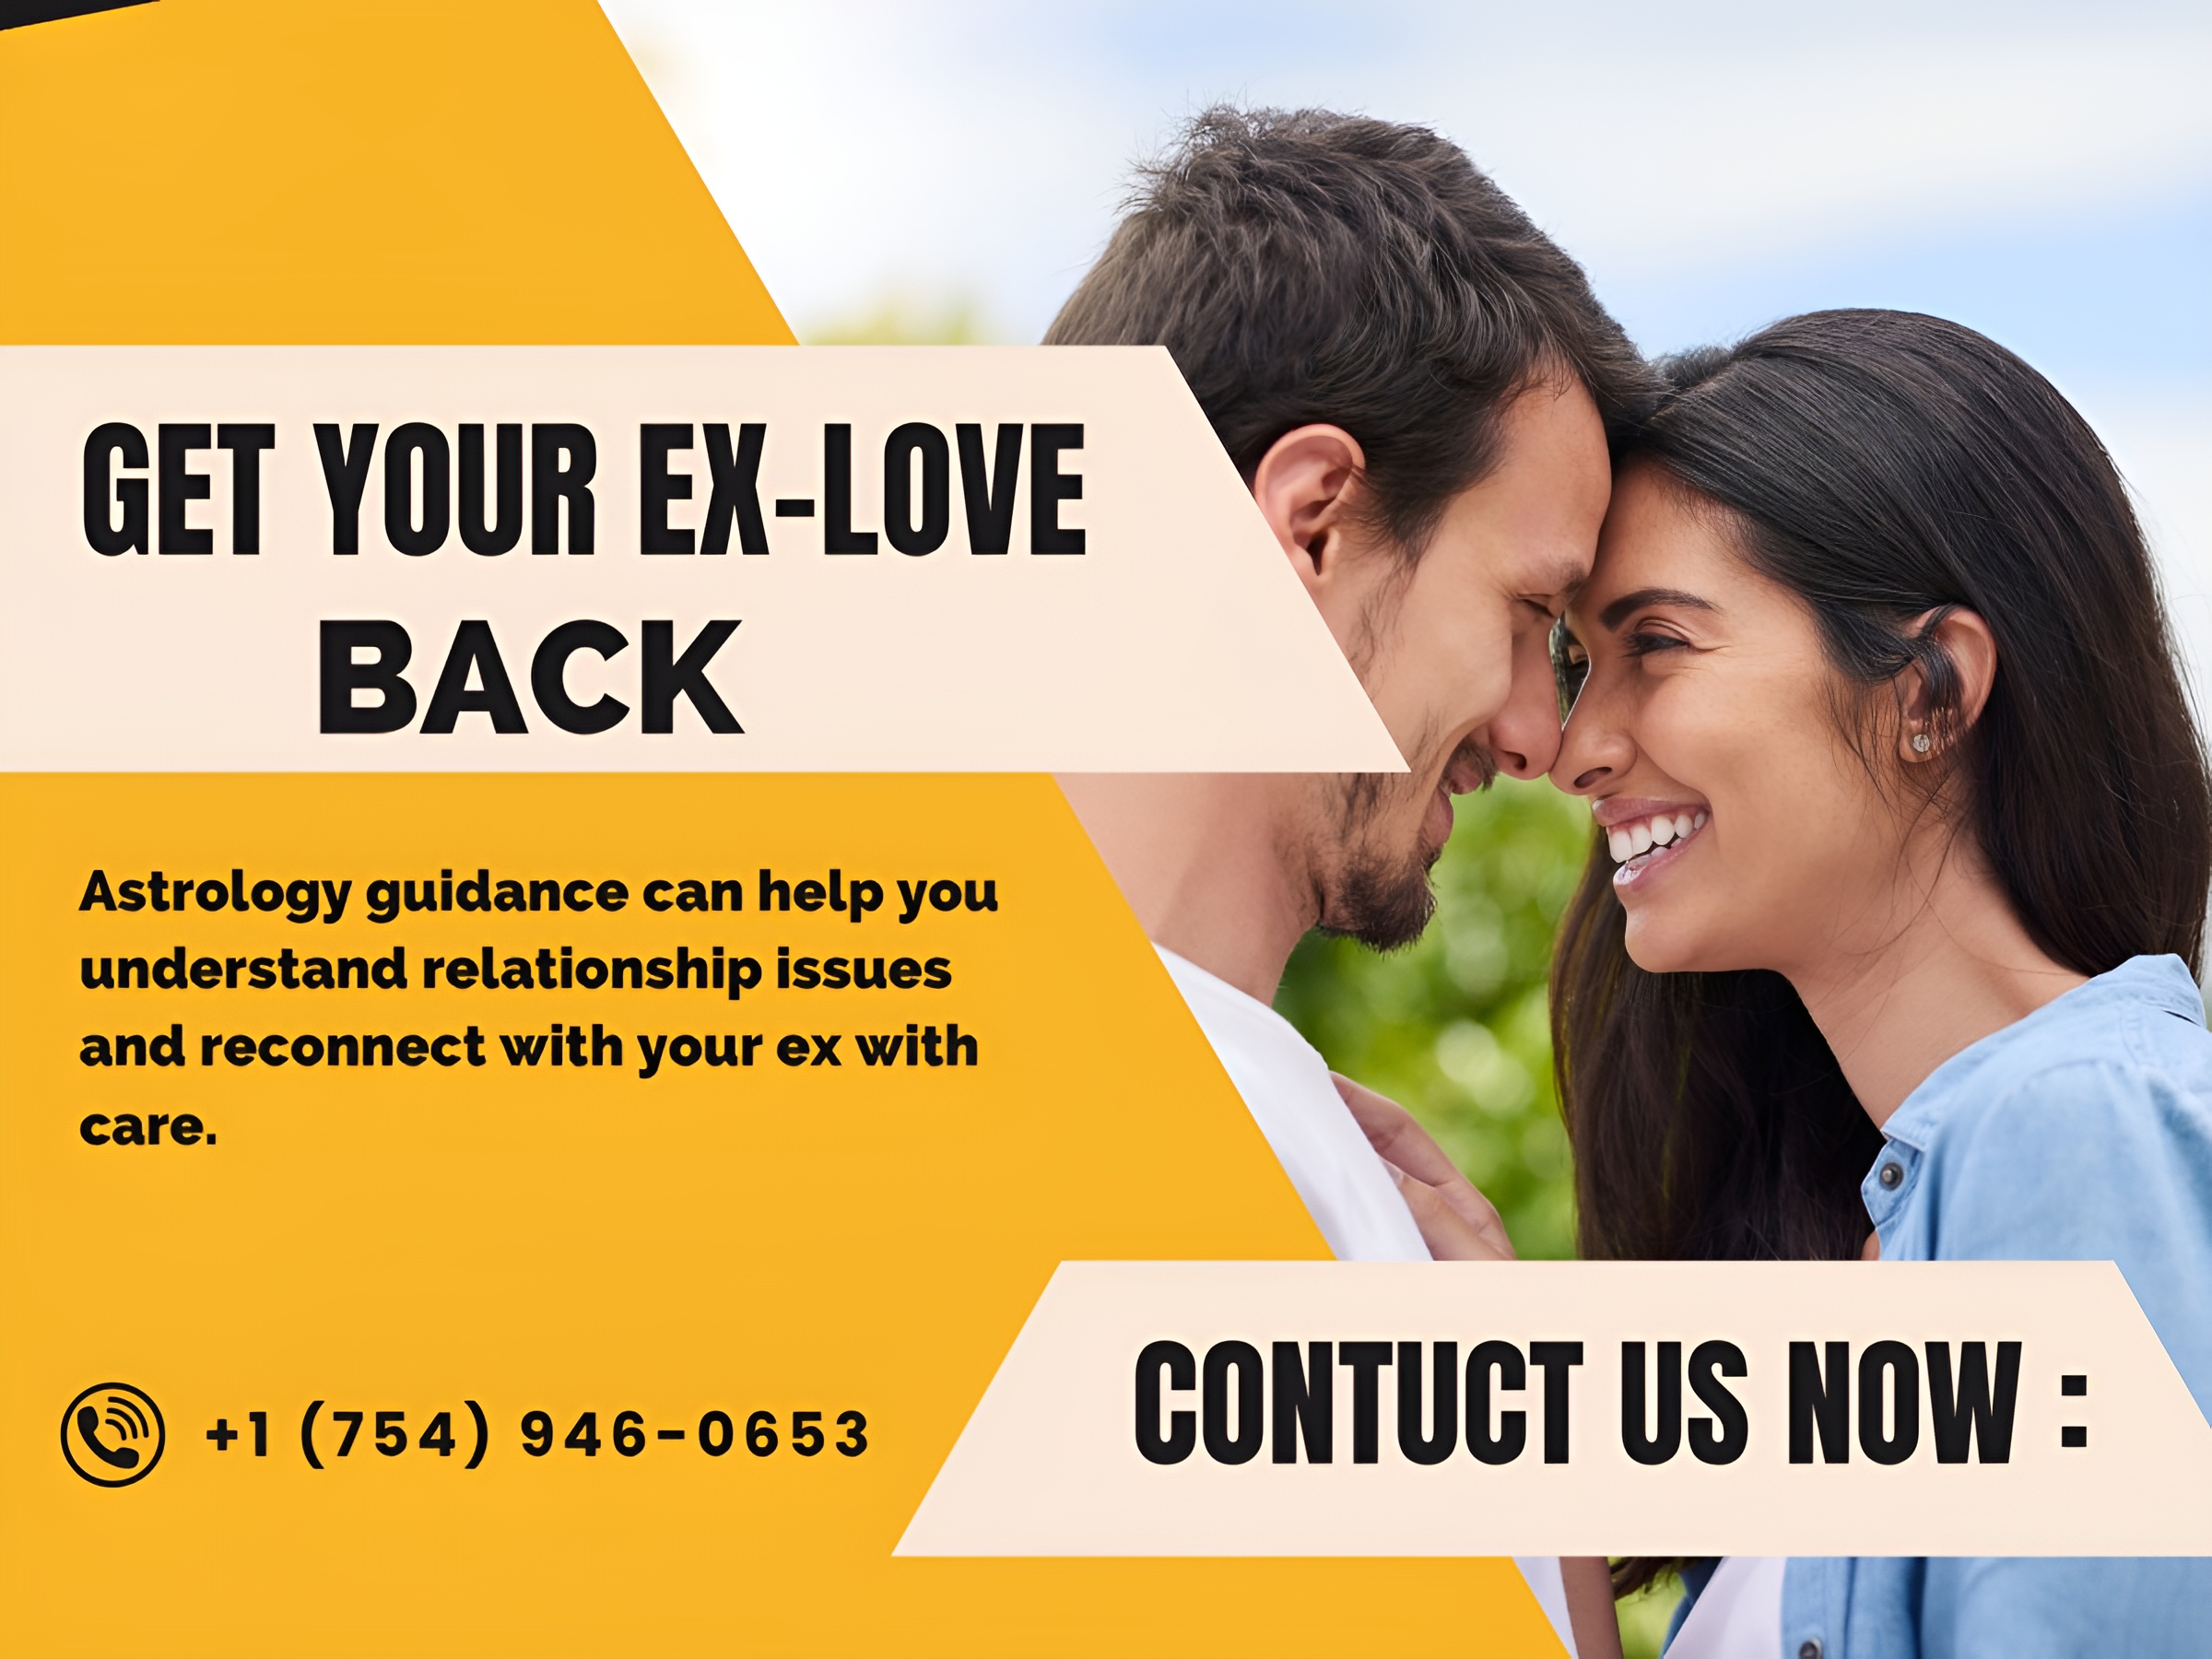 GET YOUR EX-LOVE
BACK
Astrology guidance can help you
understand relationship issues
and reconnect with your ex with
care.
+1 (754) 946-0653
CONTUCT US NOW :